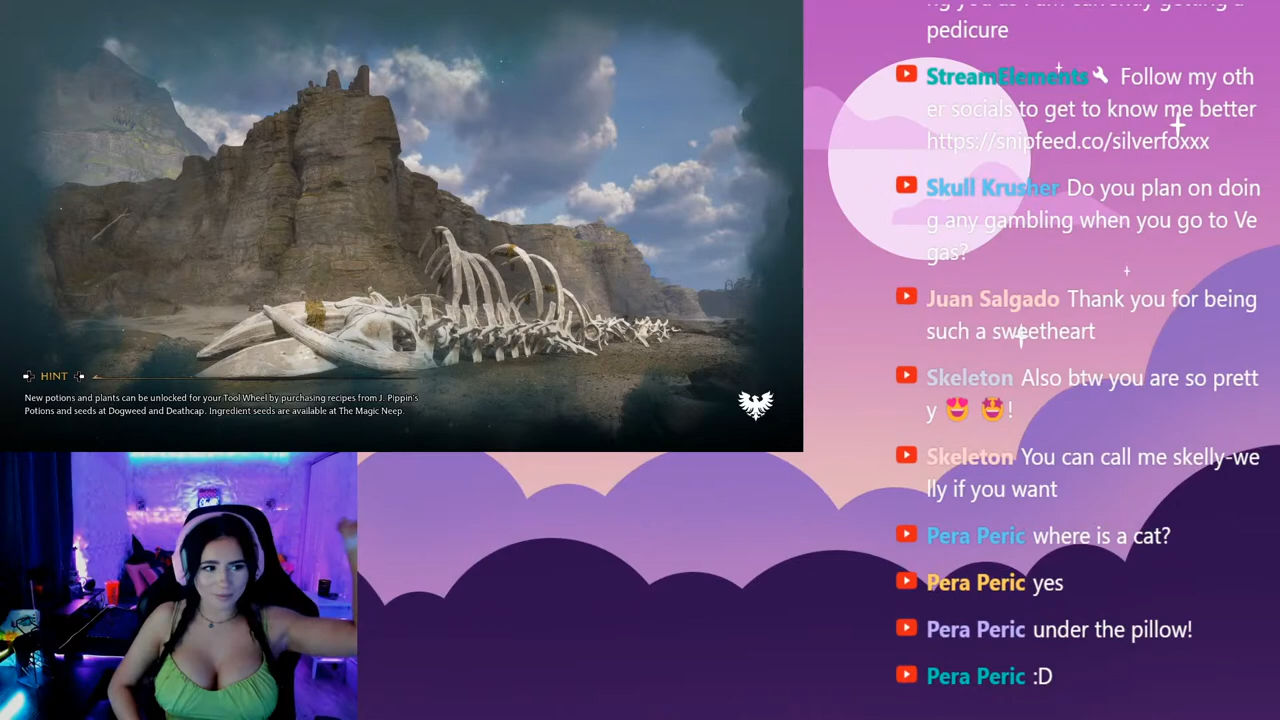 pedicure
StreamElements Follow my oth
er socials to get to know me better
https://snipfeed.co/silverfoxxx
Skull Krusher Do you plan on doin
g any gambling when you go to Ve
gas?
Juan Salgado Thank you for being
such a sweetheart
Skeleton Also btw you are so prett
y 😍 🤩!
Skeleton You can call me skelly-we
lly if you want
Pera Peric where is a cat?
Pera Peric yes
Pera Peric under the pillow!
Pera Peric :D
HINT
New potions and plants can be unlocked for your Tool Wheel by purchasing recipes from J. Pippin's
Potions and seeds at Dogweed and Deathcap. Ingredient seeds are available at The Magic Neep.